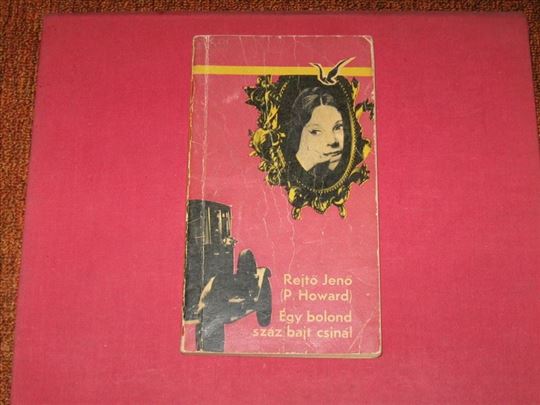 Rejtő Jenő
(P. Howard)
Egy bolond
száz bajt csinál